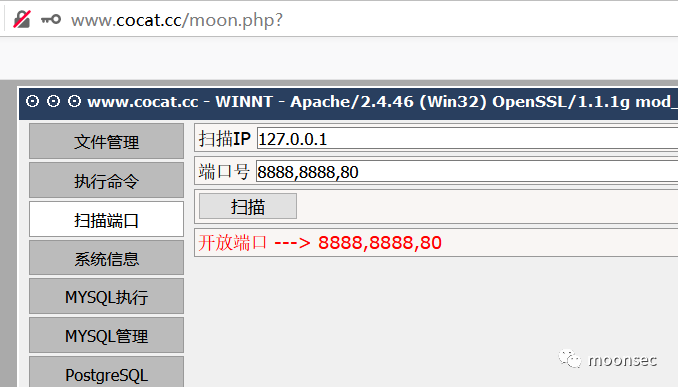 www.cocat.cc/moon.php?
www.cocat.cc - WINNT - Apache/2.4.46 (Win32) OpenSSL/1.1.1g mod_
文件管理
执行命令
扫描端口
系统信息
MYSQL执行
MYSQL管理
PostgreSQL
扫描IP 127.0.0.1
端口号 8888,8888,80
扫描
开放端口 ---> 8888,8888,80
moonsec